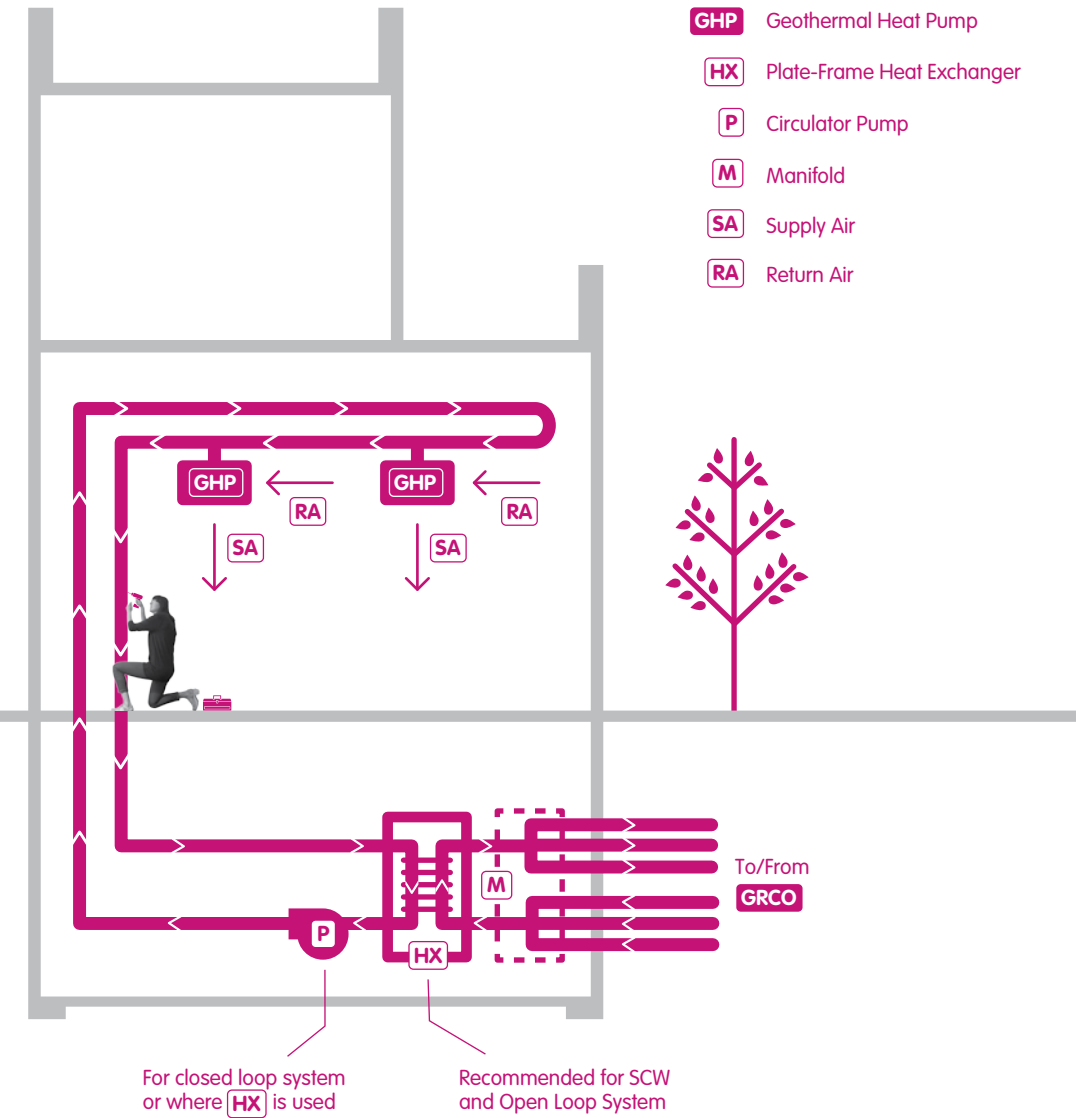 GHP Geothermal Heat Pump
HX Plate-Frame Heat Exchanger
P Circulator Pump
M Manifold
SA Supply Air
RA Return Air
GHP
RA
SA
GHP
RA
SA
M
To/From
GRCO
P
HX
For closed loop system
or where HX is used
Recommended for SCW
and Open Loop System